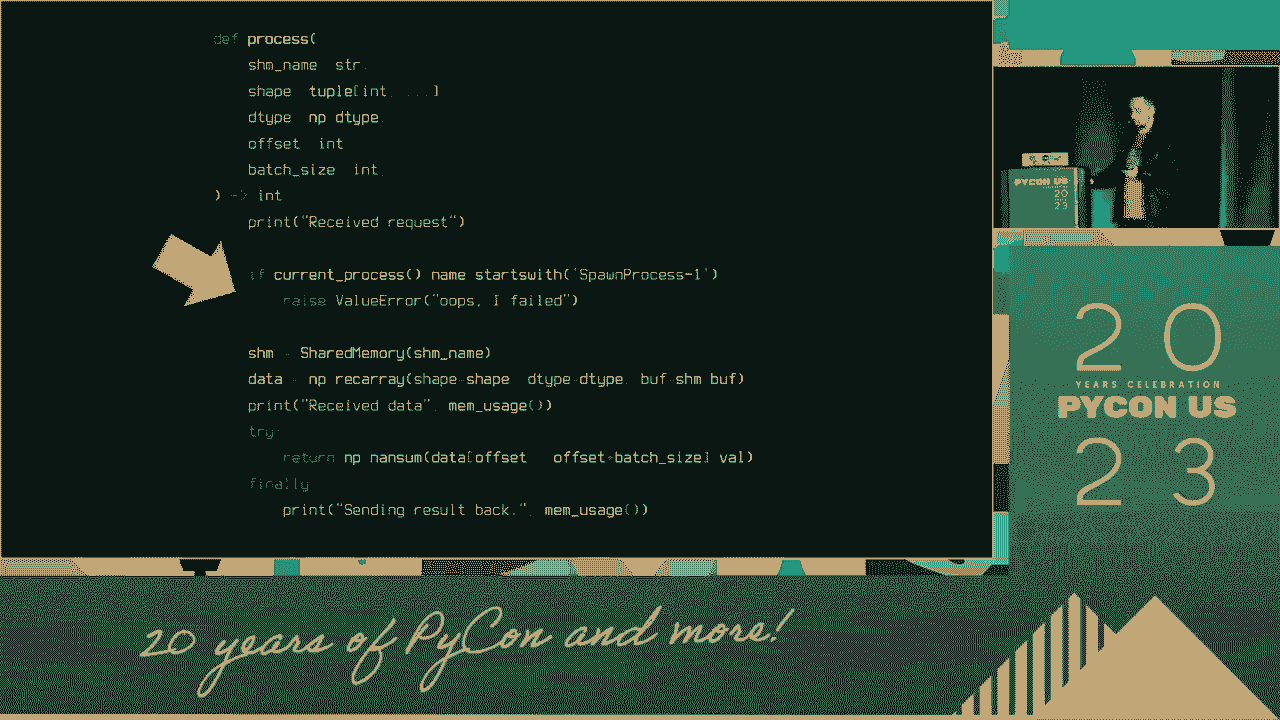 def process(
shm_name str
shape tuple[int, ...]
dtype np dtype
offset int
batch_size int
) -> int
print("Received request")
if current_process() name startswith('SpawnProcess-1')
raise ValueError("oops, I failed")
shm - SharedMemory(shm_name)
data - np recarray(shape shape dtype dtype, buf shm buf)
print("Received data", mem_usage())
try:
return np nansum(data[offset offset+batch_size] val)
finally
print("Sending result back.", mem_usage())
PYCON US
20
23
20
YEARS CELEBRATION
PYCON US
23
20 years of PyCon and more!